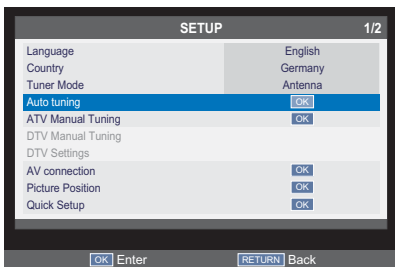 SETUP 1/2
Language English
Country Germany
Tuner Mode Antenna
Auto tuning OK
ATV Manual Tuning OK
DTV Manual Tuning
DTV Settings
AV connection OK
Picture Position OK
Quick Setup OK
OK Enter RETURN Back